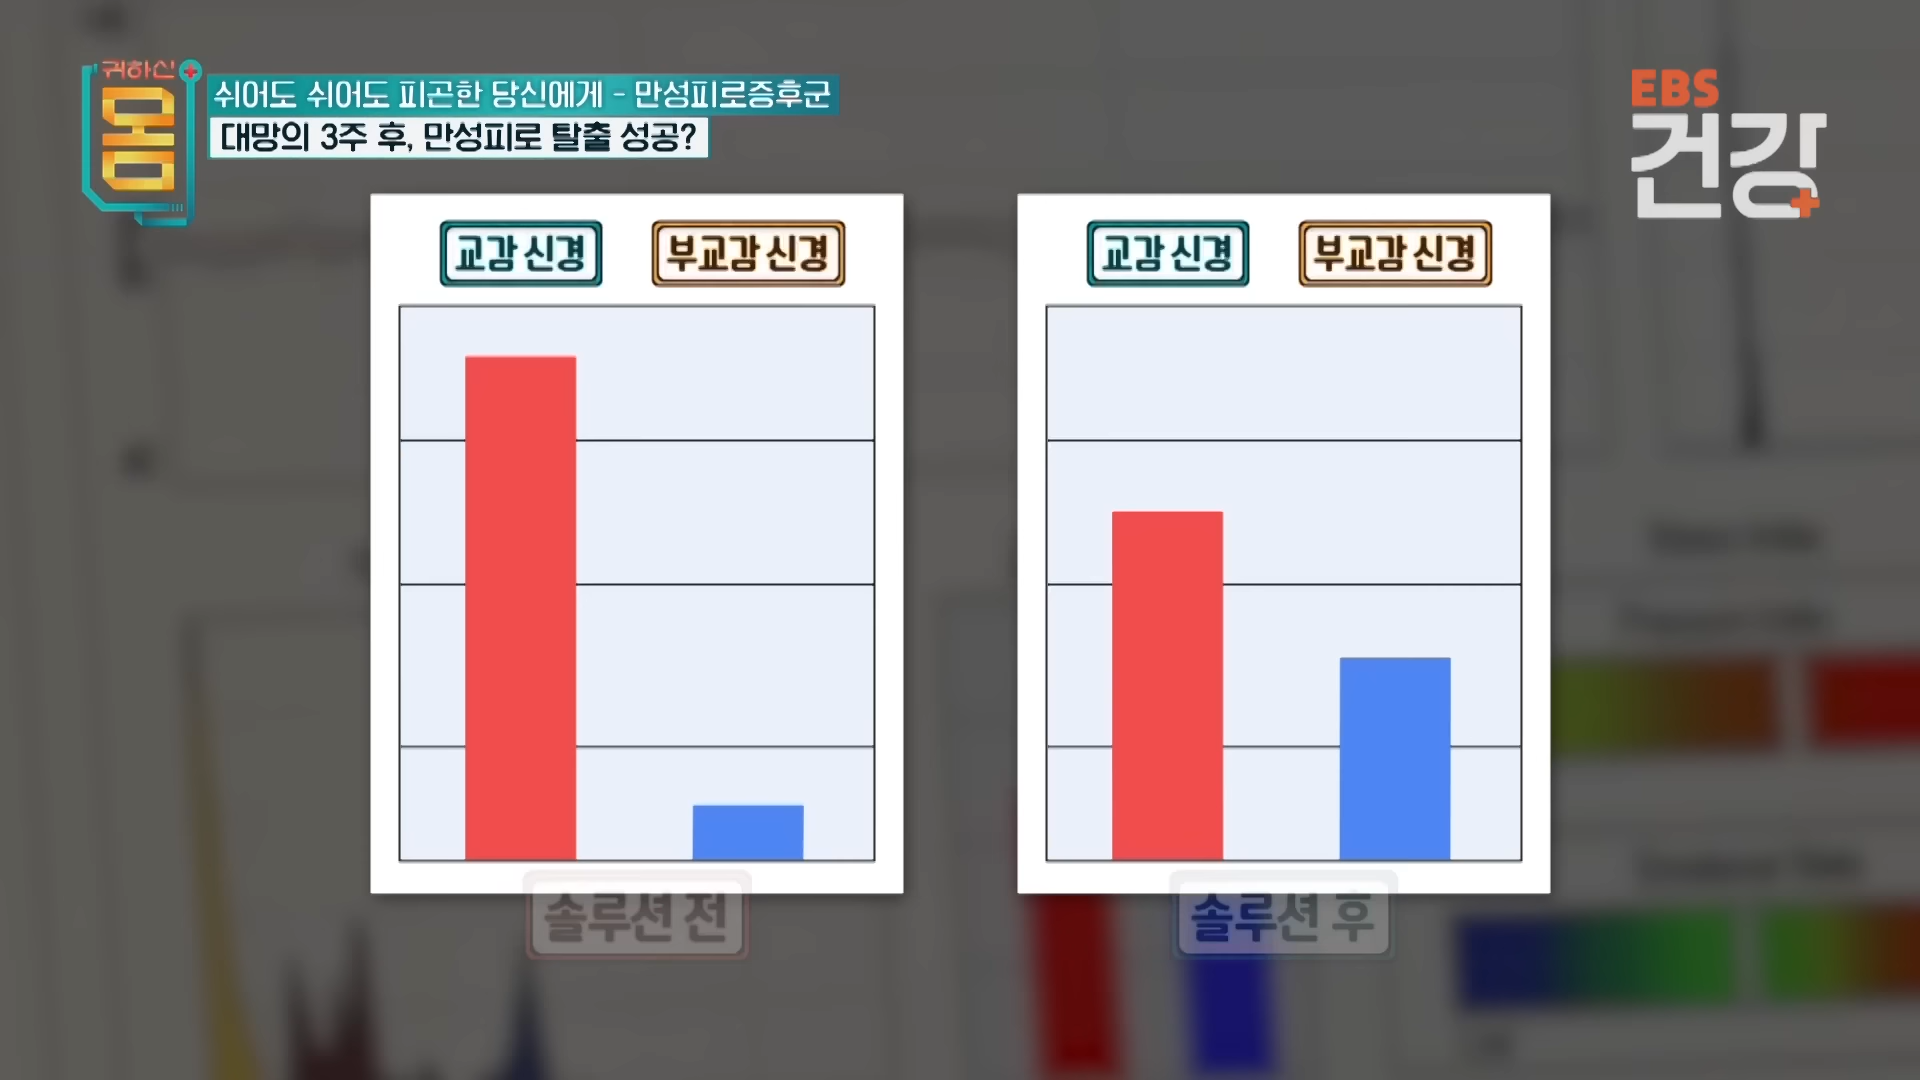 귀하신
몸
쉬어도 쉬어도 피곤한 당신에게 - 만성피로증후군
대망의 3주 후, 만성피로 탈출 성공?
EBS
건강
교감 신경
부교감 신경
교감 신경
부교감 신경
솔루션 전
솔루션 후